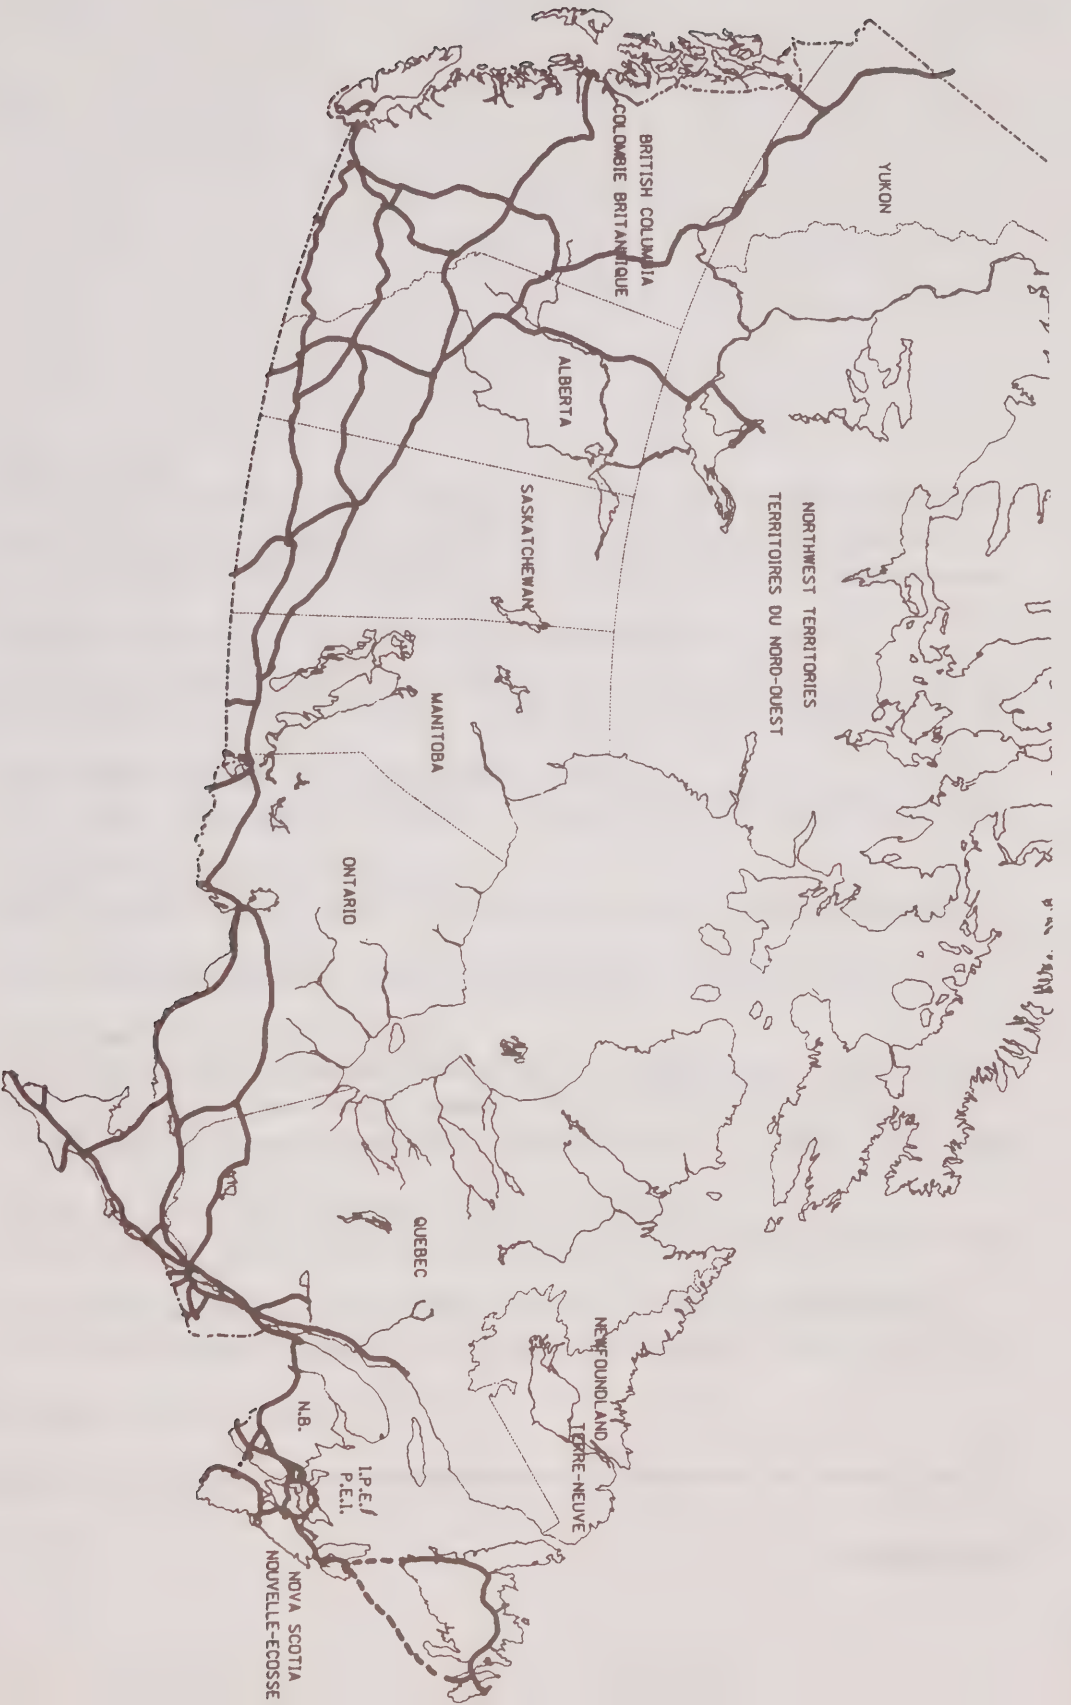 YUKON
BRITISH COLUMBIA
COLOMBIE BRITANNIQUE
ALBERTA
NORTHWEST TERRITORIES
TERRITOIRES DU NORD-OUEST
SASKATCHEWAN
MANITOBA
ONTARIO
QUEBEC
NEWFOUNDLAND
TERRE-NEUVE
N.B.
I.P.E./
P.E.I.
NOVA SCOTIA
NOUVELLE-ECOSSE